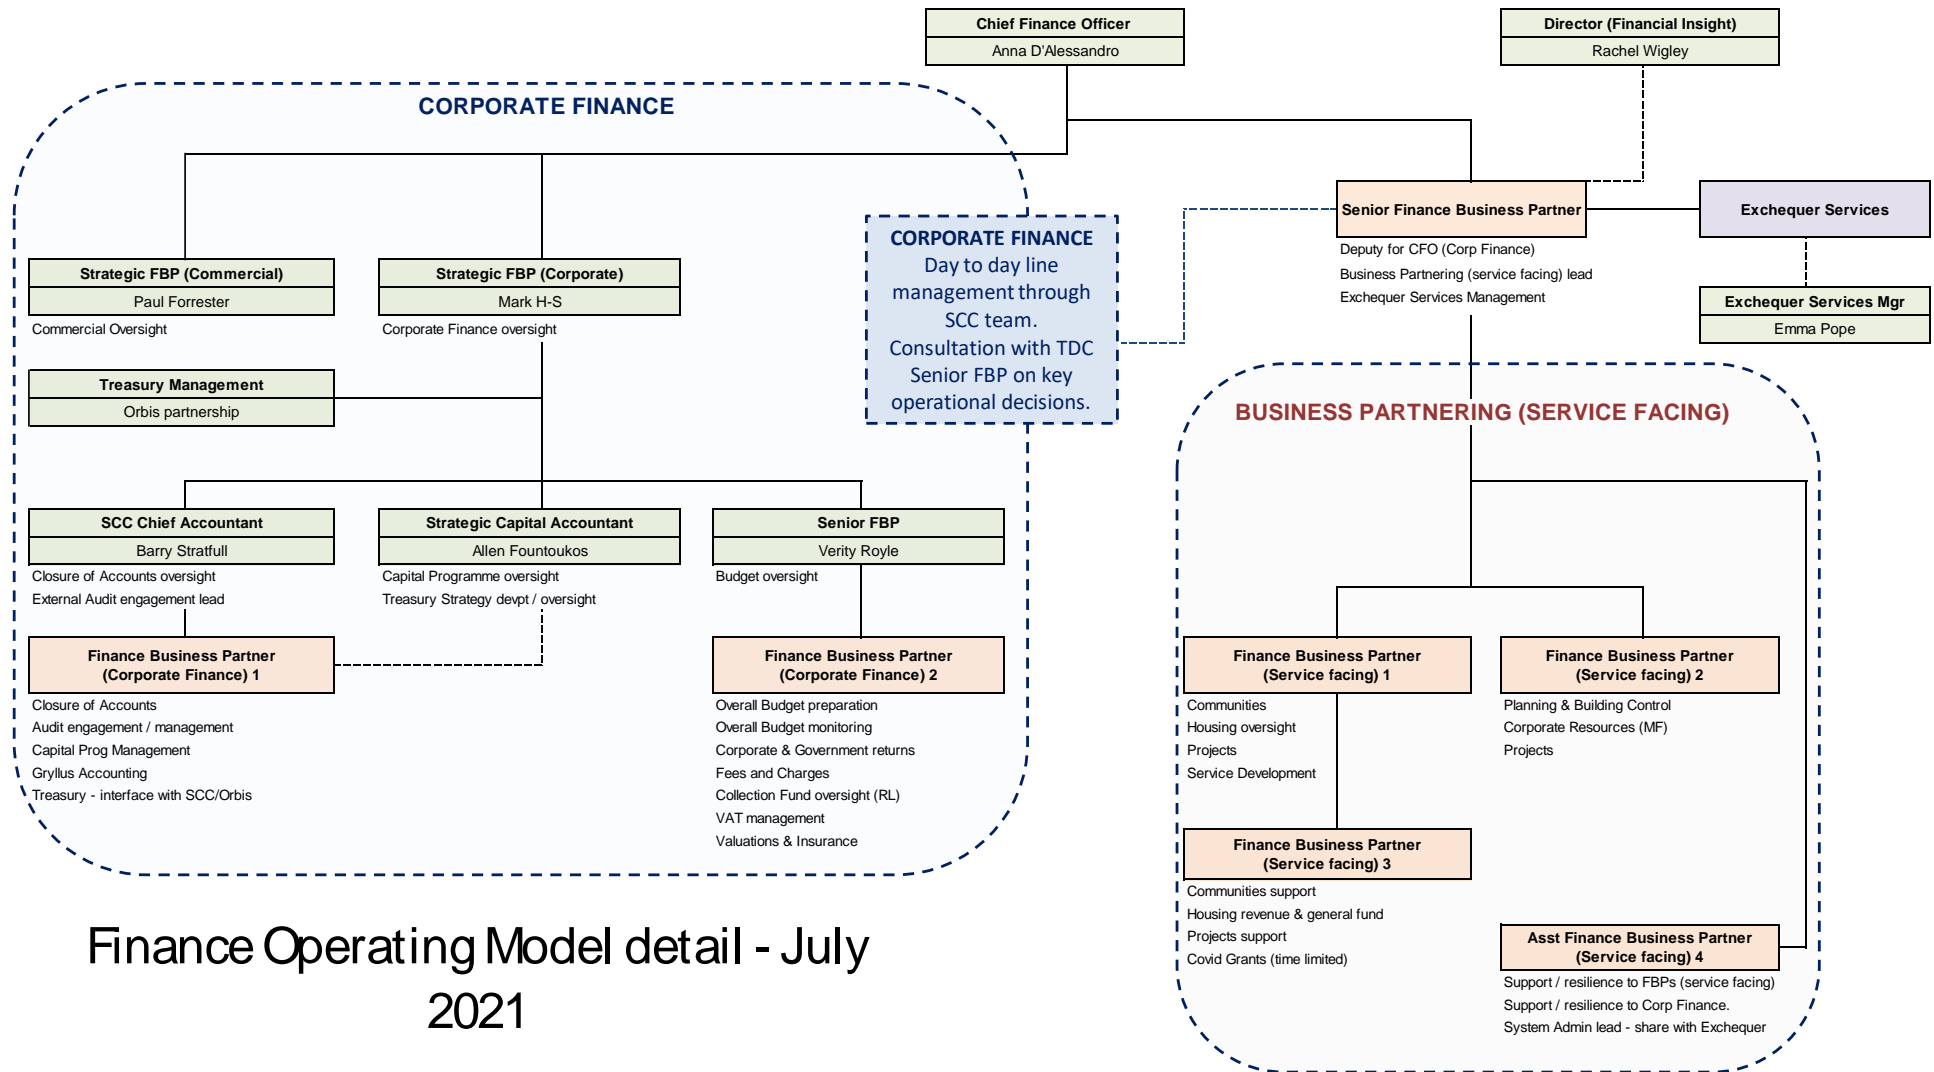 Chief Finance Officer
Anna D'Alessandro
Director (Financial Insight)
Rachel Wigley
CORPORATE FINANCE
Senior Finance Business Partner
Deputy for CFO (Corp Finance)
Business Partnering (service facing) lead
Exchequer Services Management
Exchequer Services
Exchequer Services Mgr
Emma Pope
CORPORATE FINANCE
Day to day line
management through
SCC team.
Consultation with TDC
Senior FBP on key
operational decisions.
Strategic FBP (Commercial)
Paul Forrester
Commercial Oversight
Strategic FBP (Corporate)
Mark H-S
Corporate Finance oversight
Treasury Management
Orbis partnership
SCC Chief Accountant
Barry Stratfull
Closure of Accounts oversight
External Audit engagement lead
Strategic Capital Accountant
Allen Fountoukos
Capital Programme oversight
Treasury Strategy devpt / oversight
Senior FBP
Verity Royle
Budget oversight
Finance Business Partner
(Corporate Finance) 1
Closure of Accounts
Audit engagement / management
Capital Prog Management
Gryllus Accounting
Treasury - interface with SCC/Orbis
Finance Business Partner
(Corporate Finance) 2
Overall Budget preparation
Overall Budget monitoring
Corporate & Government returns
Fees and Charges
Collection Fund oversight (RL)
VAT management
Valuations & Insurance
BUSINESS PARTNERING (SERVICE FACING)
Finance Business Partner
(Service facing) 1
Communities
Housing oversight
Projects
Service Development
Finance Business Partner
(Service facing) 2
Planning & Building Control
Corporate Resources (MF)
Projects
Finance Business Partner
(Service facing) 3
Communities support
Housing revenue & general fund
Projects support
Covid Grants (time limited)
Asst Finance Business Partner
(Service facing) 4
Support / resilience to FBPs (service facing)
Support / resilience to Corp Finance.
System Admin lead - share with Exchequer
Finance Operating Model detail - July
2021